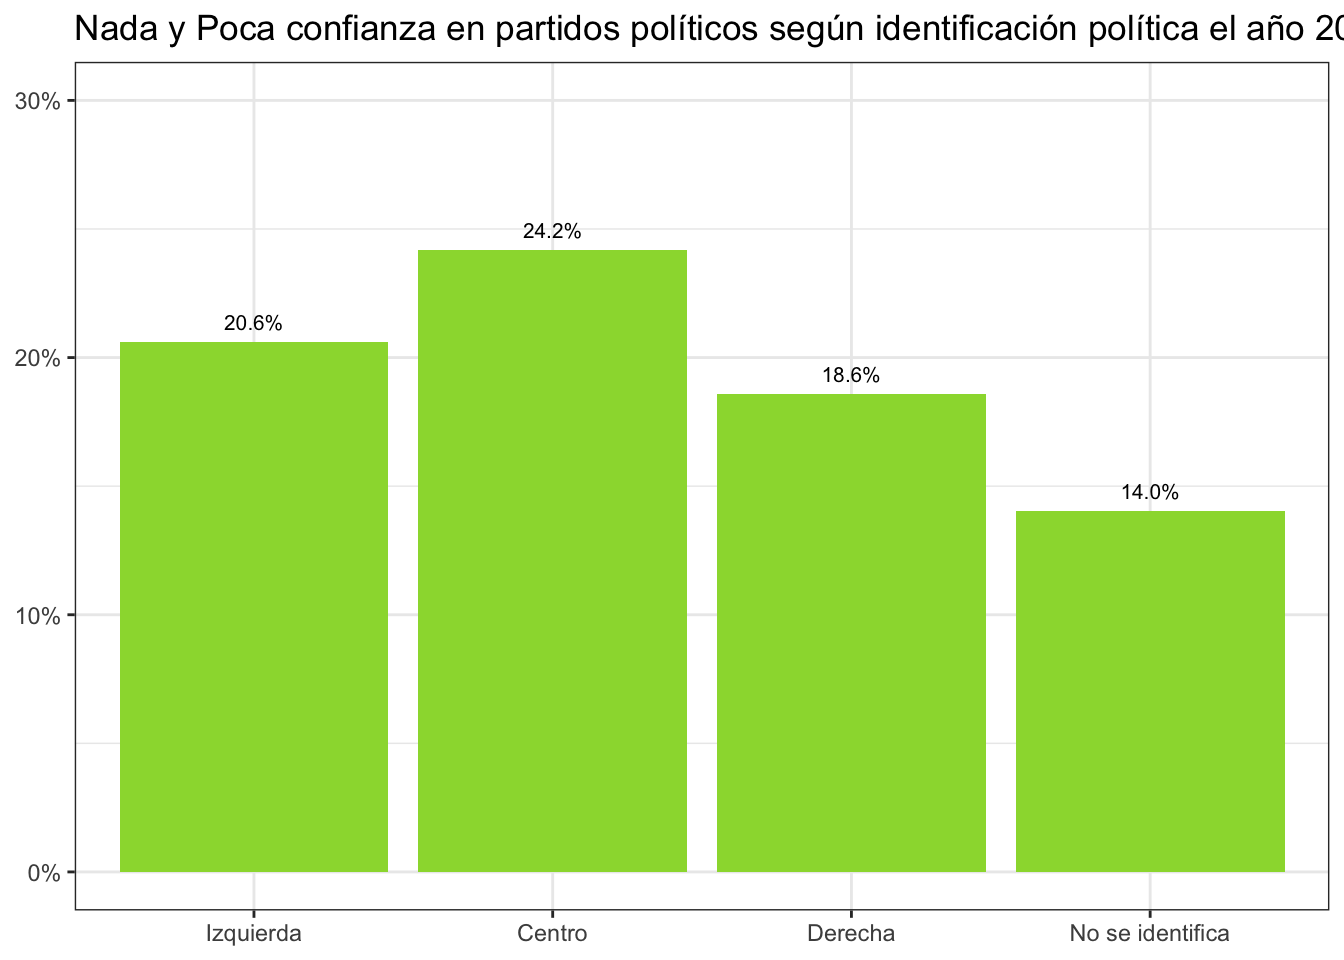 Nada y Poca confianza en partidos políticos según identificación política el año 20
30%
20%
10%
0%
20.6%
24.2%
18.6%
14.0%
Izquierda
Centro
Derecha
No se identifica